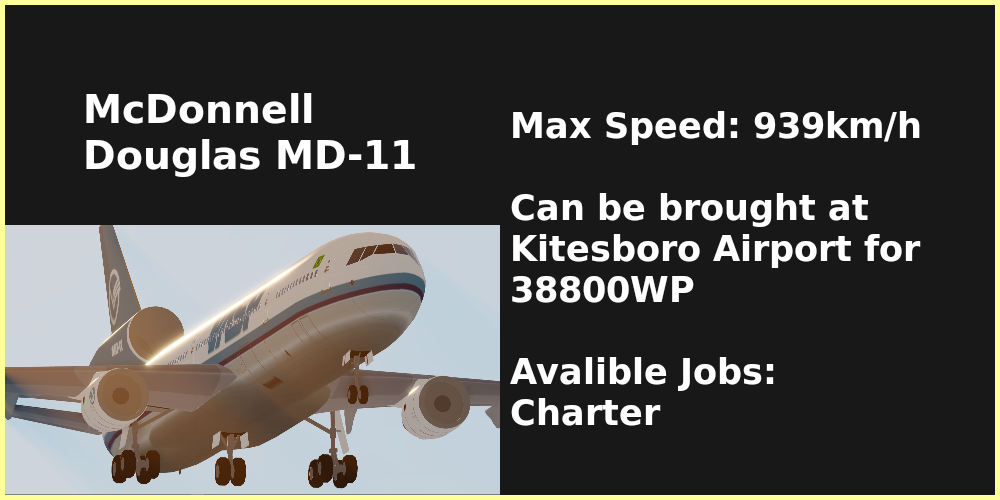 McDonnell
Douglas MD-11
Max Speed: 939km/h
Can be brought at
Kitesboro Airport for
38800WP
Avalible Jobs:
Charter